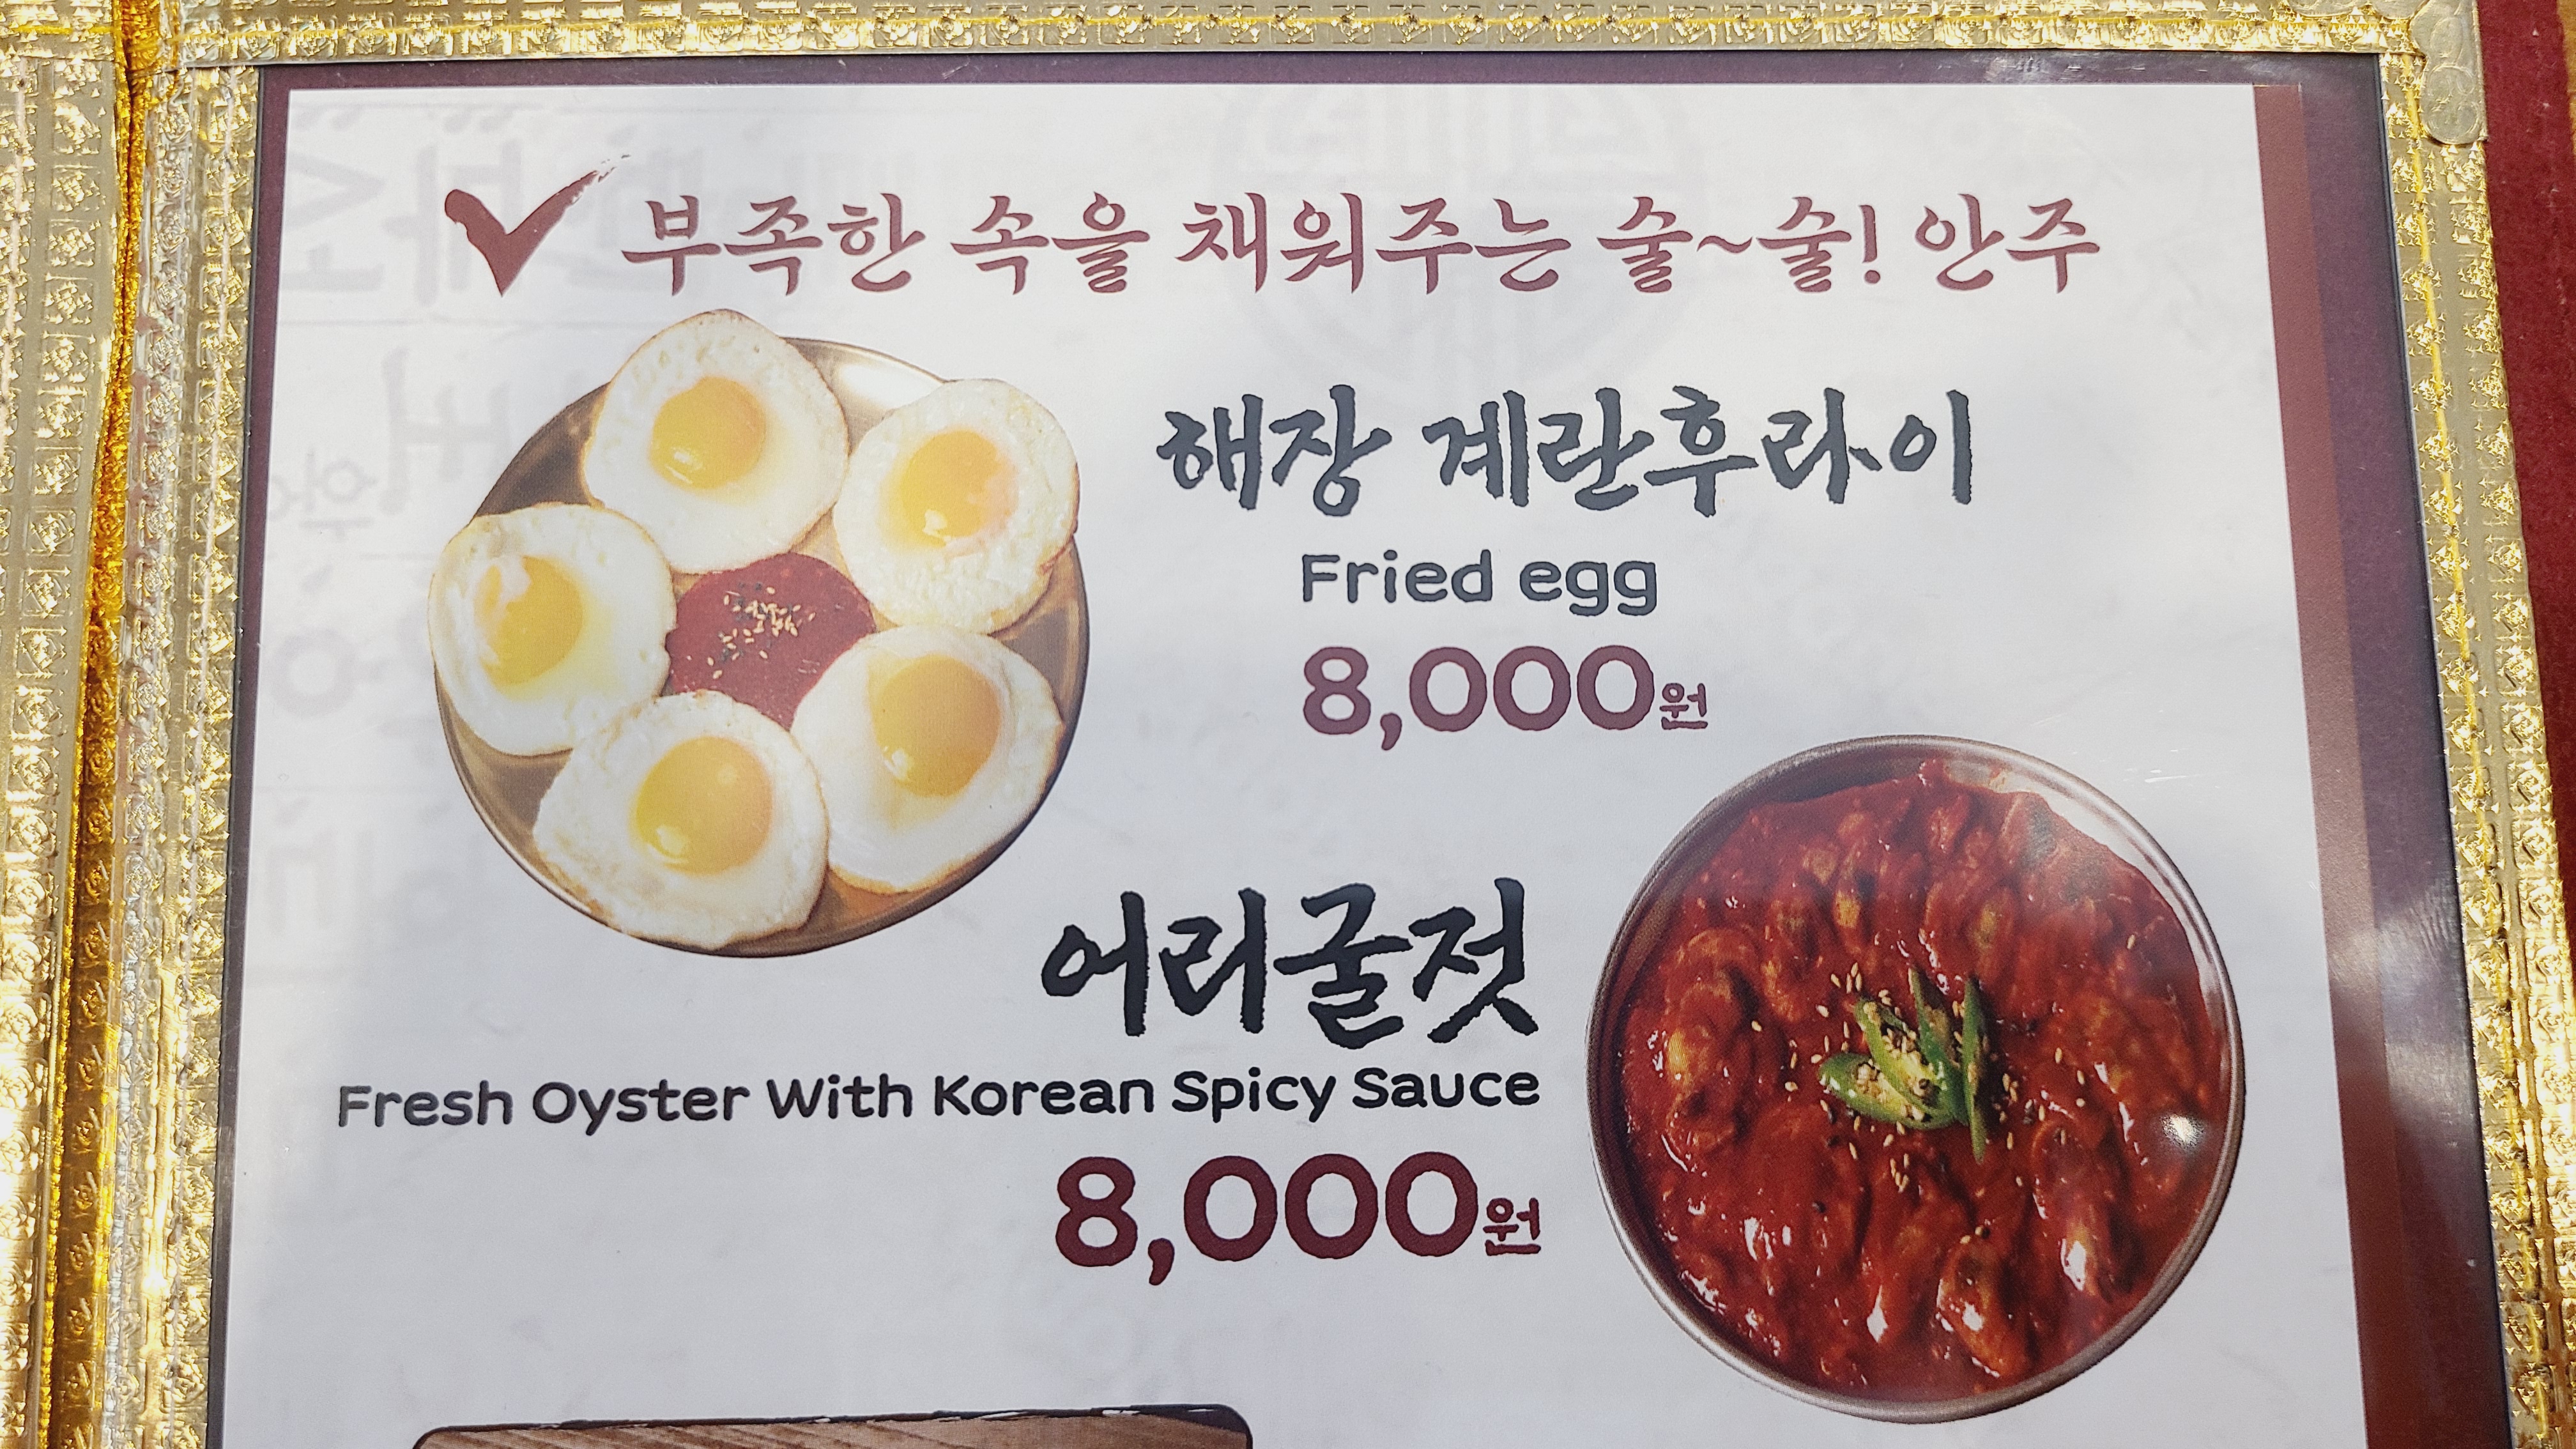 부족한 속을 채워주는 술~술! 안주
해장 계란후라이
Fried egg
8,000원
어리굴젓
Fresh Oyster With Korean Spicy Sauce
8,000원